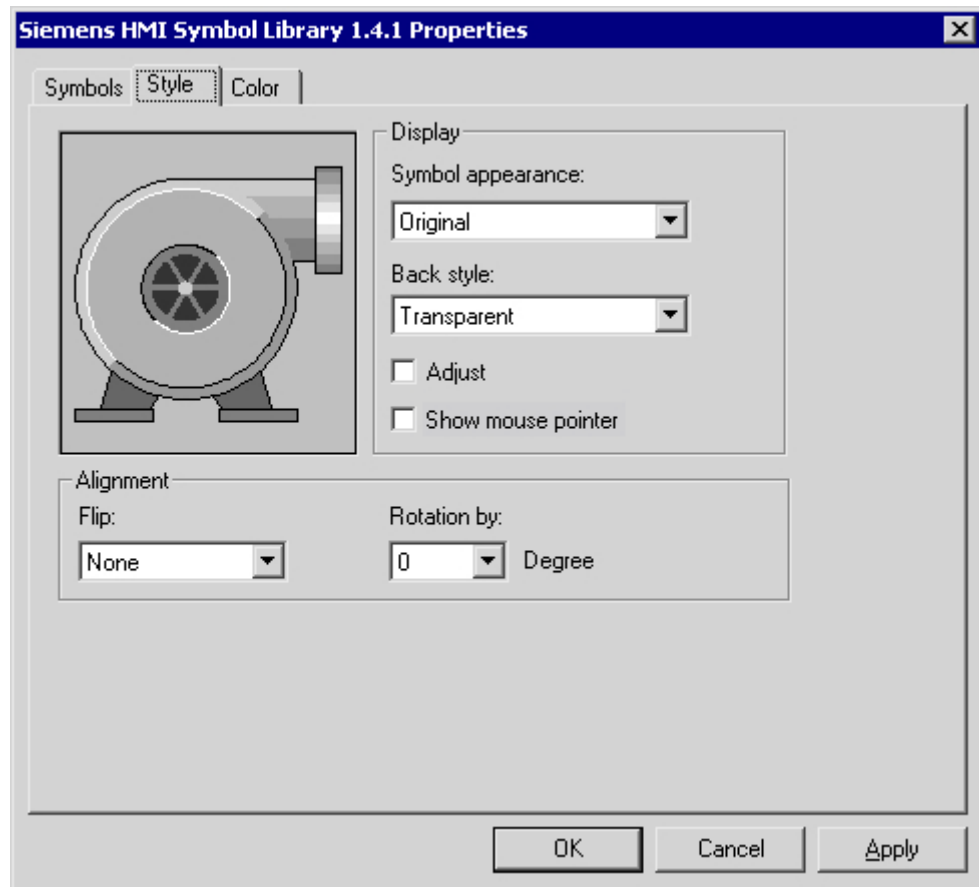 Siemens HMI Symbol Library 1.4.1 Properties
Symbols Style Color
Display
Symbol appearance:
Original
Back style:
Transparent
Adjust
Show mouse pointer
Alignment
Flip: Rotation by:
None 0 Degree
OK Cancel Apply